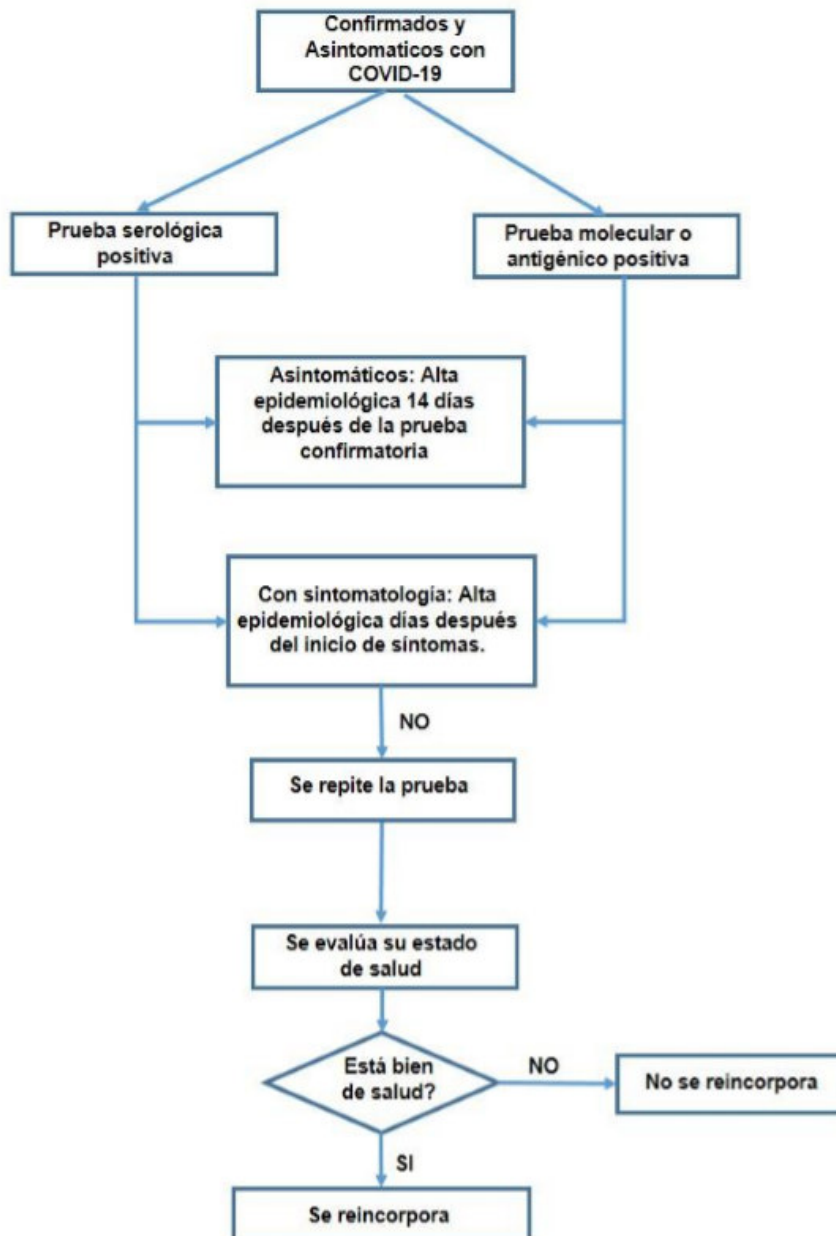 Confirmados y
Asintomaticos con
COVID-19
Prueba serológica
positiva
Prueba molecular o
antigénico positiva
Asintomáticos: Alta
epidemiológica 14 días
después de la prueba
confirmatoria
Con sintomatología: Alta
epidemiológica días después
del inicio de síntomas.
NO
Se repite la prueba
Se evalúa su estado
de salud
Está bien
de salud?
NO
No se reincorpora
SI
Se reincorpora